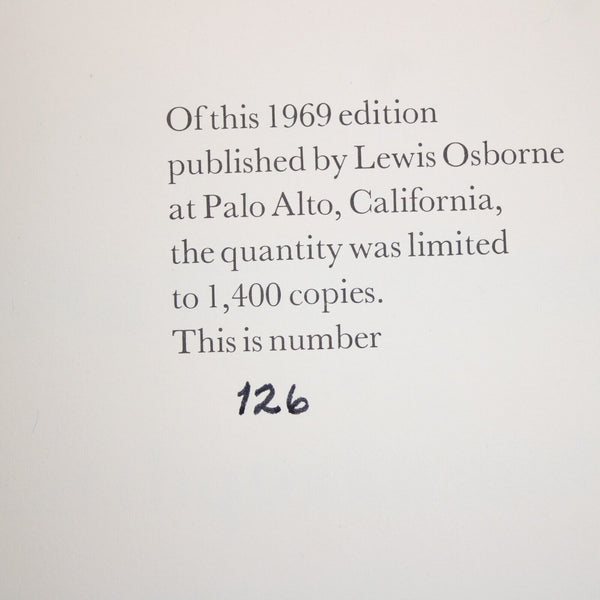 Of this 1969 edition
published by Lewis Osborne
at Palo Alto, California,
the quantity was limited
to 1,400 copies.
This is number
126